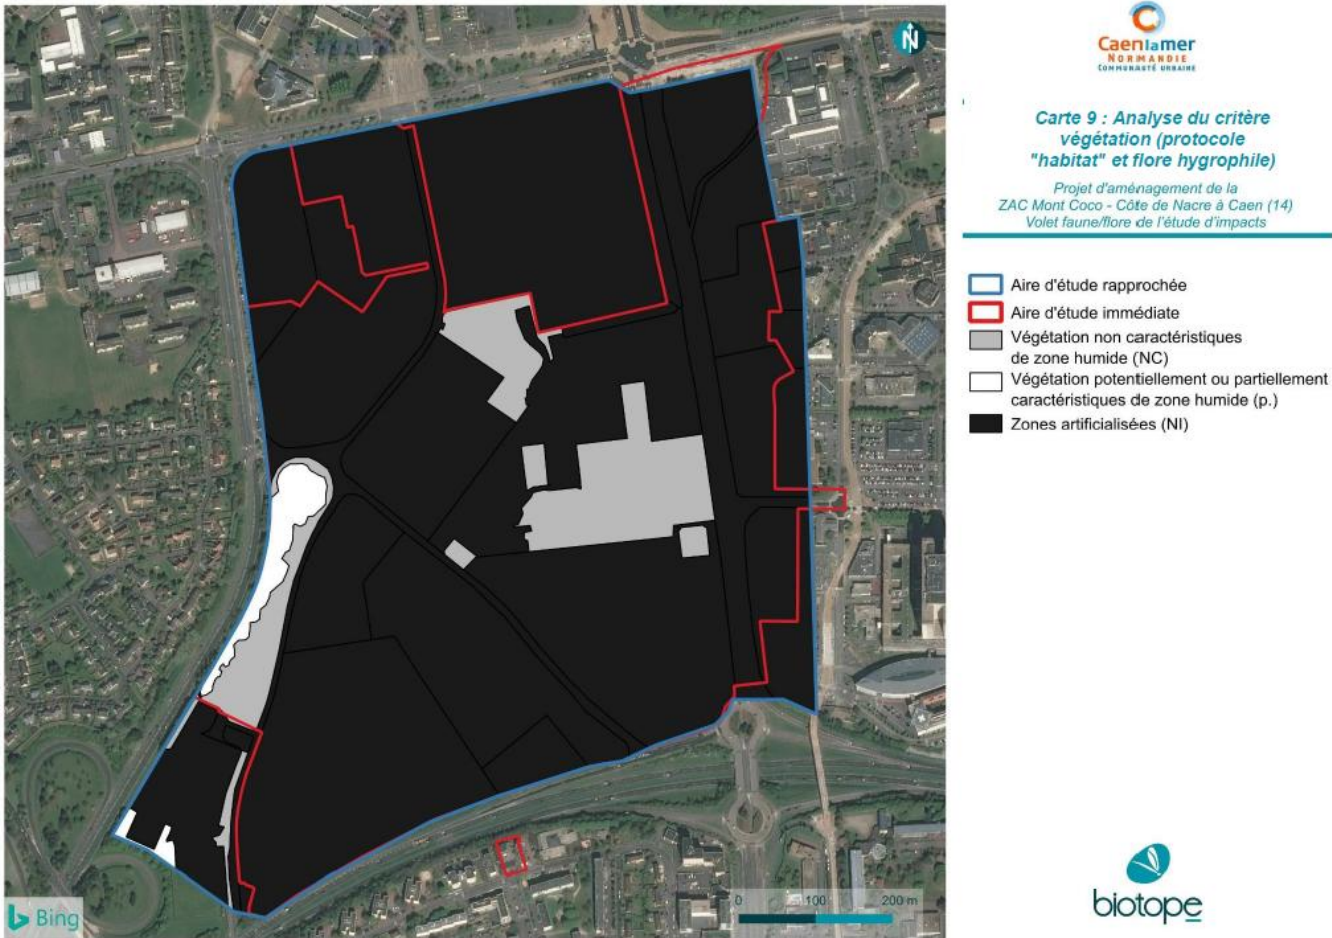 N
Caenlamer
NORMANDIE
COMMUNAUTÉ URBAINE
Carte 9 : Analyse du critère
végétation (protocole
"habitat" et flore hygrophile)
Projet d'aménagement de la
ZAC Mont Coco - Côte de Nacre à Caen (14)
Volet faune/flore de l'étude d'impacts
Aire d'étude rapprochée
Aire d'étude immédiate
Végétation non caractéristiques
de zone humide (NC)
Végétation potentiellement ou partiellement
caractéristiques de zone humide (p.)
Zones artificialisées (NI)
0 100 200 m
Bing
biotope